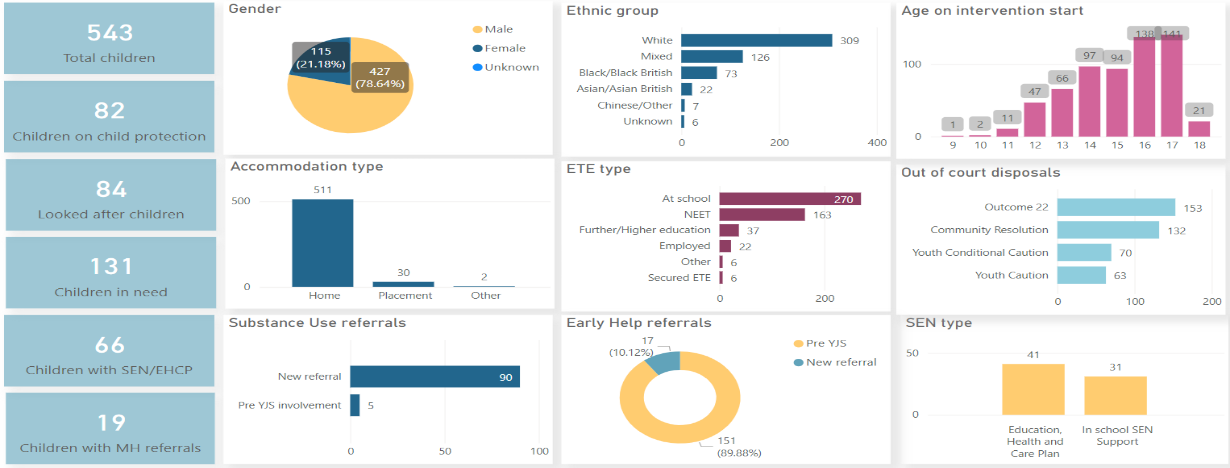 543
Total children
82
Children on child protection
84
Looked after children
131
Children in need
66
Children with SEN/EHCP
19
Children with MH referrals
Gender
115
(21.18%)
427
(78.64%)
Male
Female
Unknown
Ethnic group
White
309
Mixed
126
Black/Black British
73
Asian/Asian British
22
Chinese/Other
7
Unknown
6
0
200
400
Age on intervention start
100
0
1
2
11
47
66
97
94
138
141
21
9
10
11
12
13
14
15
16
17
18
Accommodation type
500
0
511
30
2
Home
Placement
Other
ETE type
At school
270
NEET
163
Further/Higher education
37
Employed
22
Other
6
Secured ETE
6
0
200
Out of court disposals
Outcome 22
153
Community Resolution
132
Youth Conditional Caution
70
Youth Caution
63
0
100
200
Substance Use referrals
New referral
90
Pre YJS involvement
5
0
50
100
Early Help referrals
17
(10.12%)
151
(89.88%)
Pre YJS
New referral
SEN type
50
0
41
31
Education,
Health and
Care Plan
In school SEN
Support